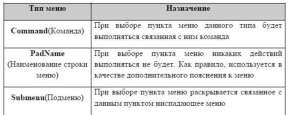 Тип меню
Назначение
Command(Команда)
При выборе пункта меню данного типа будет
выполняться связанная с ним команда
PadName
(Наименование строки
меню)
При выборе пункта меню никаких действий
выполняться не будет. Как правило, используется в
качестве дополнительного пояснения к меню
Submenu(Подменю)
При выборе пункта меню раскрывается связанное с
данным пунктом ниспадающее меню